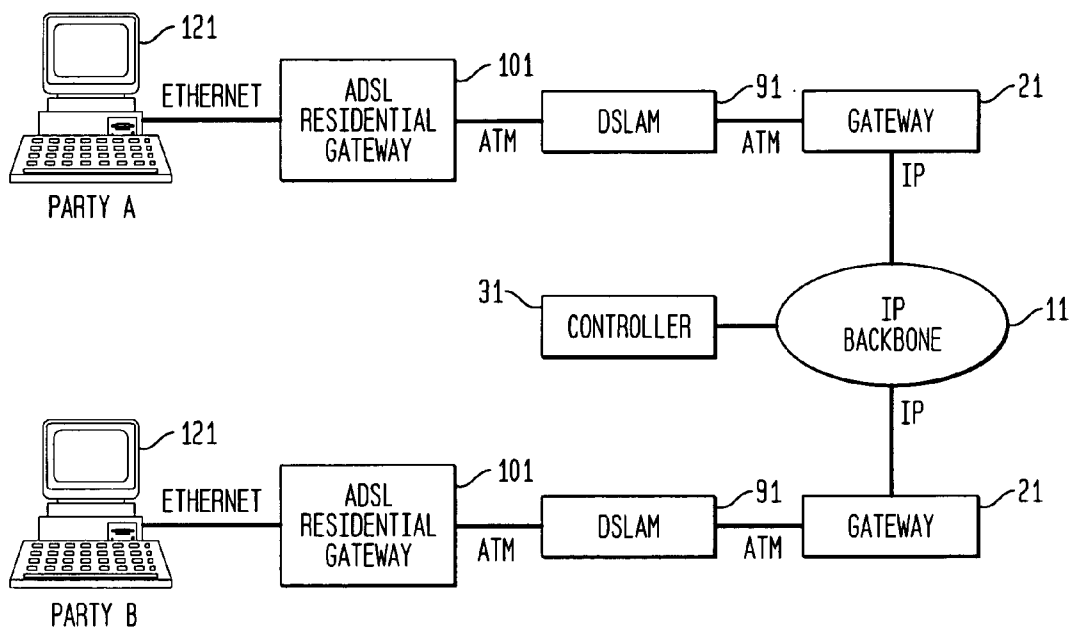 121
ETHERNET
ADSL
RESIDENTIAL
GATEWAY
101
ATM
DSLAM
91
ATM
GATEWAY
21
PARTY A
IP
31
CONTROLLER
IP
BACKBONE
11
IP
121
ETHERNET
ADSL
RESIDENTIAL
GATEWAY
101
ATM
DSLAM
91
ATM
GATEWAY
21
PARTY B